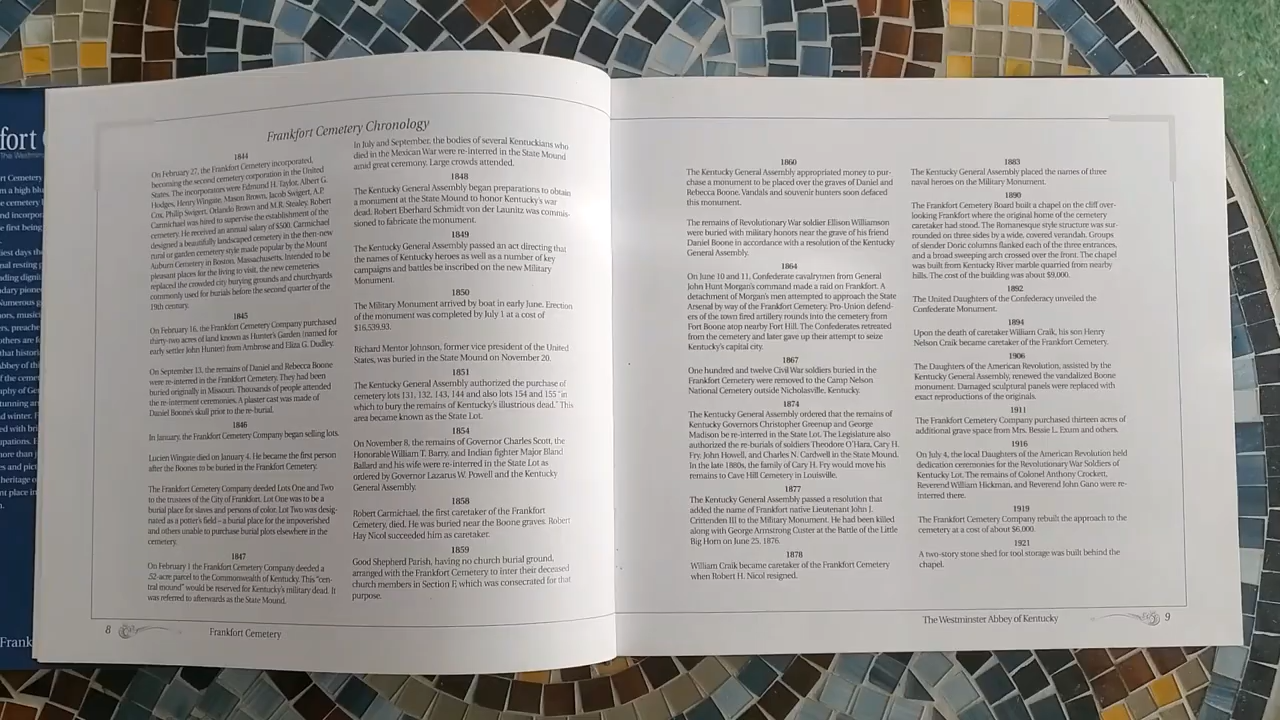 fort
The Westmin
rt Cemetery
m a high blu
e cemetery l
nd incorpor
e first being
.
iest days th
nal resting p
ading dignit
ndary pionee
Numerous g
ors, musici
rs, preache
others are f
that histori
bbey of th
f the cemet
aphy of Ge
tunning ar
d winter. F
ed with bri
upations. E
nore than j
es and pict
heritage o
nt place in
n.
Frank
Frankfort Cemetery Chronology
1844
On February 27, the Frankfort Cemetery incorporated,
becoming the second cemetery corporation in the United
States. The incorporators were Edmund H. Taylor, Albert G.
Hodges, Henry Wingate, Mason Brown, Jacob Swigert, A.P.
Cox, Philip Swigert, Orlando Brown and M.R. Stealey. Robert
Carmichael was hired to supervise the establishment of the
cemetery. He received an annual salary of $500. Carmichael
designed a beautifully landscaped cemetery in the then-new
rural or garden cemetery style made popular by the Mount
Auburn Cemetery in Boston, Massachusetts. Intended to be
pleasant places for the living to visit, the new cemeteries
replaced the crowded city burying grounds and churchyards
commonly used for burials before the second quarter of the
19th century.
1845
On February 16, the Frankfort Cemetery Company purchased
thirty-two acres of land known as Hunter's Garden (named for
early settler John Hunter) from Ambrose and Eliza G. Dudley.
On September 13, the remains of Daniel and Rebecca Boone
were re-interred in the Frankfort Cemetery. They had been
buried originally in Missouri. Thousands of people attended
the re-interment ceremonies. A plaster cast was made of
Daniel Boone's skull prior to the re-burial.
1846
In January, the Frankfort Cemetery Company began selling lots.
Lucien Wingate died on January 4. He became the first person
after the Boones to be buried in the Frankfort Cemetery.
The Frankfort Cemetery Company deeded Lots One and Two
to the trustees of the City of Frankfort. Lot One was to be a
burial place for slaves and persons of color. Lot Two was desig-
nated as a potter's field – a burial place for the impoverished
and others unable to purchase burial plots elsewhere in the
cemetery.
1847
On February 1 the Frankfort Cemetery Company deeded a
.52-acre parcel to the Commonwealth of Kentucky. This "cen-
tral mound" would be reserved for Kentucky's military dead. It
was referred to afterwards as the State Mound.
In July and September, the bodies of several Kentuckians who
died in the Mexican War were re-interred in the State Mound
amid great ceremony. Large crowds attended.
1848
The Kentucky General Assembly began preparations to obtain
a monument at the State Mound to honor Kentucky's war
dead. Robert Eberhard Schmidt von der Launitz was commis-
sioned to fabricate the monument.
1849
The Kentucky General Assembly passed an act directing that
the names of Kentucky heroes as well as a number of key
campaigns and battles be inscribed on the new Military
Monument.
1850
The Military Monument arrived by boat in early June. Erection
of the monument was completed by July 1 at a cost of
$16,539.93.
Richard Mentor Johnson, former vice president of the United
States, was buried in the State Mound on November 20.
1851
The Kentucky General Assembly authorized the purchase of
cemetery lots 131, 132, 143, 144 and also lots 154 and 155 "in
which to bury the remains of Kentucky's illustrious dead." This
area became known as the State Lot.
1854
On November 8, the remains of Governor Charles Scott, the
Honorable William T. Barry, and Indian fighter Major Bland
Ballard and his wife were re-interred in the State Lot as
ordered by Governor Lazarus W. Powell and the Kentucky
General Assembly.
1858
Robert Carmichael, the first caretaker of the Frankfort
Cemetery, died. He was buried near the Boone graves. Robert
Hay Nicol succeeded him as caretaker.
1859
Good Shepherd Parish, having no church burial ground,
arranged with the Frankfort Cemetery to inter their deceased
church members in Section F, which was consecrated for that
purpose.
8
Frankfort Cemetery
1860
The Kentucky General Assembly appropriated money to pur-
chase a monument to be placed over the graves of Daniel and
Rebecca Boone. Vandals and souvenir hunters soon defaced
this monument.
The remains of Revolutionary War soldier Ellison Williamson
were buried with military honors near the grave of his friend
Daniel Boone in accordance with a resolution of the Kentucky
General Assembly.
1864
On June 10 and 11, Confederate cavalrymen from General
John Hunt Morgan's command made a raid on Frankfort. A
detachment of Morgan's men attempted to approach the State
Arsenal by way of the Frankfort Cemetery. Pro-Union defend-
ers of the town fired artillery rounds into the cemetery from
Fort Boone atop nearby Fort Hill. The Confederates retreated
from the cemetery and later gave up their attempt to seize
Kentucky's capital city.
1867
One hundred and twelve Civil War soldiers buried in the
Frankfort Cemetery were removed to the Camp Nelson
National Cemetery outside Nicholasville, Kentucky.
1874
The Kentucky General Assembly ordered that the remains of
Kentucky Governors Christopher Greenup and George
Madison be re-interred in the State Lot. The Legislature also
authorized the re-burials of soldiers Theodore O'Hara, Cary H.
Fry, John Howell, and Charles N. Cardwell in the State Mound.
In the late 1880s, the family of Cary H. Fry would move his
remains to Cave Hill Cemetery in Louisville.
1877
The Kentucky General Assembly passed a resolution that
added the name of Frankfort native Lieutenant John J.
Crittenden III to the Military Monument. He had been killed
along with George Armstrong Custer at the Battle of the Little
Big Horn on June 25, 1876.
1878
William Craik became caretaker of the Frankfort Cemetery
when Robert H. Nicol resigned.
1883
The Kentucky General Assembly placed the names of three
naval heroes on the Military Monument.
1890
The Frankfort Cemetery Board built a chapel on the cliff over-
looking Frankfort where the original home of the cemetery
caretaker had stood. The Romanesque style structure was sur-
rounded on three sides by a wide, covered verandah. Groups
of slender Doric columns flanked each of the three entrances,
and a broad sweeping arch crossed over the front. The chapel
was built from Kentucky River marble quarried from nearby
hills. The cost of the building was about $9,000.
1892
The United Daughters of the Confederacy unveiled the
Confederate Monument.
1894
Upon the death of caretaker William Craik, his son Henry
Nelson Craik became caretaker of the Frankfort Cemetery.
1906
The Daughters of the American Revolution, assisted by the
Kentucky General Assembly, renewed the vandalized Boone
monument. Damaged sculptural panels were replaced with
exact reproductions of the originals.
1911
The Frankfort Cemetery Company purchased thirteen acres of
additional grave space from Mrs. Bessie L. Exum and others.
1916
On July 4, the local Daughters of the American Revolution held
dedication ceremonies for the Revolutionary War Soldiers of
Kentucky Lot. The remains of Colonel Anthony Crockett,
Reverend William Hickman, and Reverend John Gano were re-
interred there.
1919
The Frankfort Cemetery Company rebuilt the approach to the
cemetery at a cost of about $6,000.
1921
A two-story stone shed for tool storage was built behind the
chapel.
The Westminster Abbey of Kentucky
9